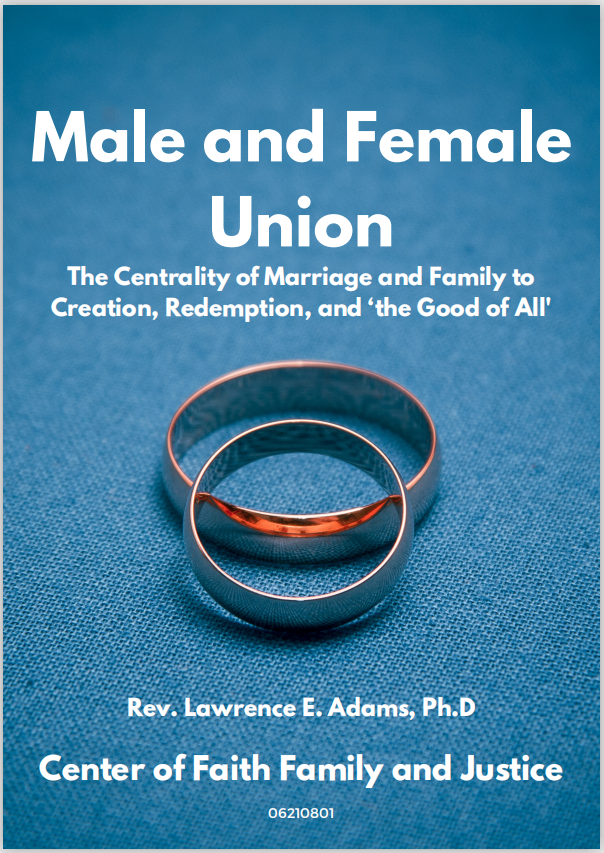 Male and Female
Union
The Centrality of Marriage and Family to
Creation, Redemption, and ‘the Good of All'
Rev. Lawrence E. Adams, Ph.D
Center of Faith Family and Justice
06210801